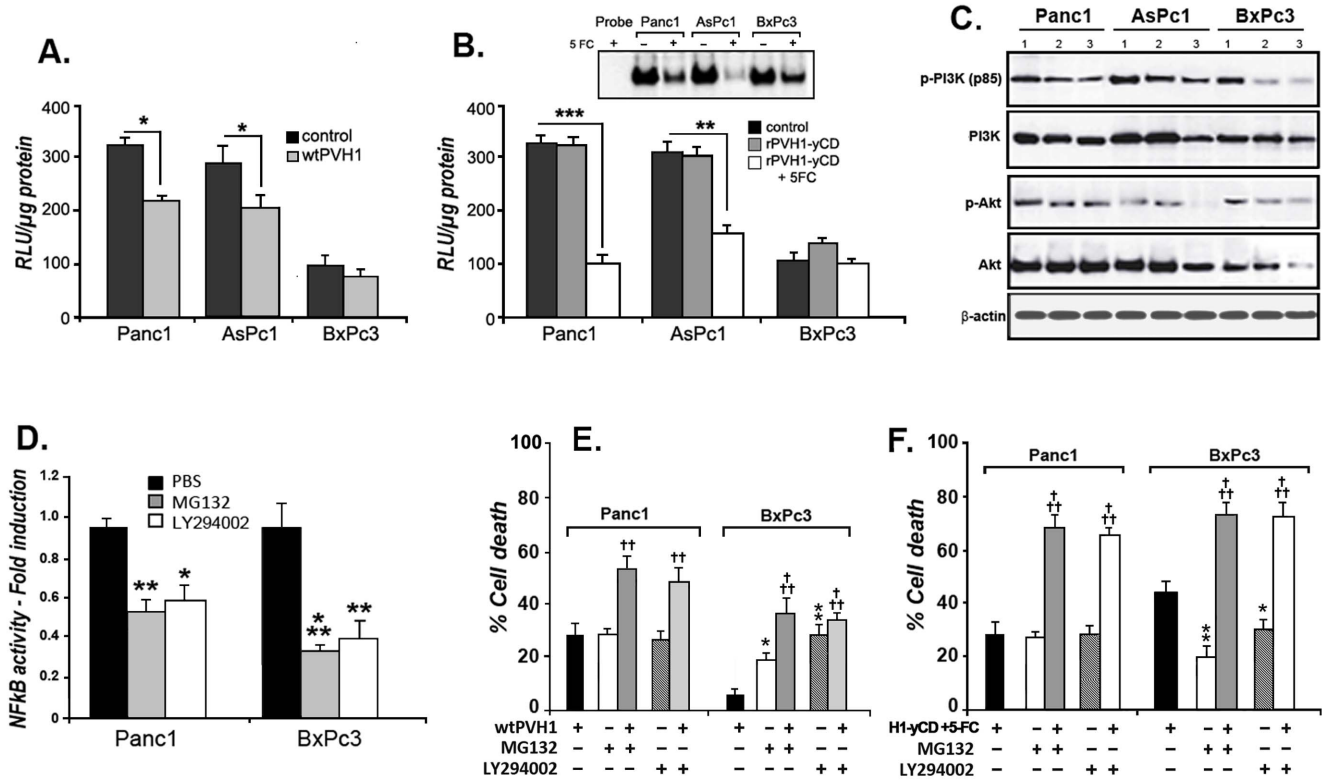 A.
400
300
200
100
0
RLU/µg protein
*
*
control
wtPVH1
Panc1 AsPc1 BxPc3
B.
Probe Panc1 AsPc1 BxPc3
5 FC + – + – + – +
400
300
200
100
0
RLU/µg protein
***
**
control
rPVH1-yCD
rPVH1-yCD
+ 5FC
Panc1 AsPc1 BxPc3
C.
Panc1 AsPc1 BxPc3
1 2 3 1 2 3 1 2 3
p-PI3K (p85)
PI3K
p-Akt
Akt
β-actin
D.
1.2
1.0
0.8
0.6
0.4
0.2
0
NFkB activity - Fold induction
PBS
MG132
LY294002
**
*
*
**
**
Panc1 BxPc3
E.
100
80
60
40
20
0
% Cell death
Panc1 BxPc3
††
††
*
†
††
*
*
†
††
wtPVH1 + – + – + + – + – +
MG132 – + + – – – + + – –
LY294002 – – – + + – – – + +
F.
100
80
60
40
20
0
% Cell death
Panc1 BxPc3
†
††
†
††
*
*
†
††
*
†
††
H1-yCD +5-FC + – + – + + – + – +
MG132 – + + – – – + + – –
LY294002 – – – + + – – – + +